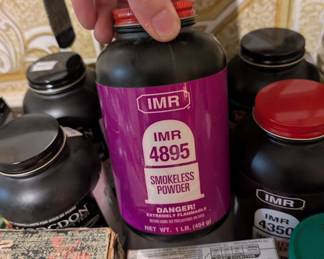 IMR
IMR
4895
SMOKELESS
POWDER
DANGER!
EXTREMELY FLAMMABLE
NET WT. 1 LB. (454 g)
IMR
IMR
4350